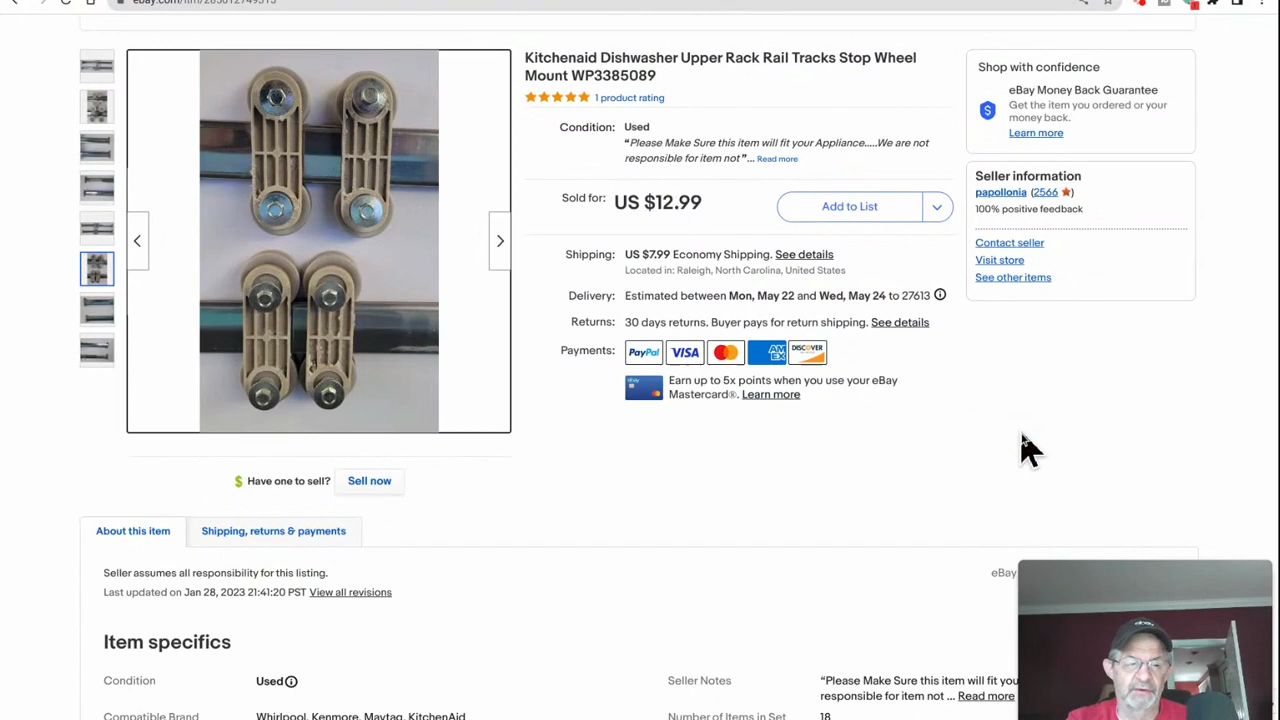 Kitchenaid Dishwasher Upper Rack Rail Tracks Stop Wheel
Mount WP3385089
1 product rating
Condition:
Used
“Please Make Sure this item will fit your Appliance.....We are not
responsible for item not ”... Read more
Sold for:
US $12.99
Add to List
Shipping:
US $7.99 Economy Shipping. See details
Located in: Raleigh, North Carolina, United States
Delivery:
Estimated between Mon, May 22 and Wed, May 24 to 27613
Returns:
30 days returns. Buyer pays for return shipping. See details
Payments:
PayPal
VISA
DISCOVER
Earn up to 5x points when you use your eBay
Mastercard®. Learn more
Shop with confidence
eBay Money Back Guarantee
Get the item you ordered or your
money back.
Learn more
Seller information
papollonia (2566)
100% positive feedback
Contact seller
Visit store
See other items
Have one to sell?
Sell now
About this item
Shipping, returns & payments
Seller assumes all responsibility for this listing.
Last updated on Jan 28, 2023 21:41:20 PST View all revisions
eBay
Item specifics
Condition
Used
Seller Notes
“Please Make Sure this item will fit you
responsible for item not ... Read more
Compatible Brand
Whirlpool, Kenmore, Maytag, KitchenAid
Number of Items in Set
18